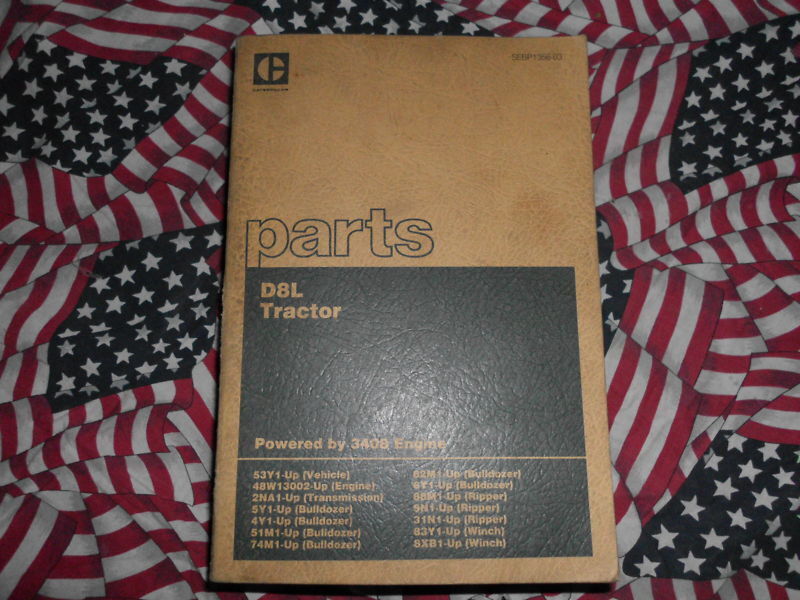 C
CATERPILLAR
SEBP1356-03
parts
D8L
Tractor
Powered by 3408 Engine
53Y1-Up (Vehicle)
48W13002-Up (Engine)
2NA1-Up (Transmission)
5Y1-Up (Bulldozer)
4Y1-Up (Bulldozer)
51M1-Up (Bulldozer)
74M1-Up (Bulldozer)
82M1-Up (Bulldozer)
6Y1-Up (Bulldozer)
88M1-Up (Ripper)
9N1-Up (Ripper)
31N1-Up (Ripper)
83Y1-Up (Winch)
8XB1-Up (Winch)